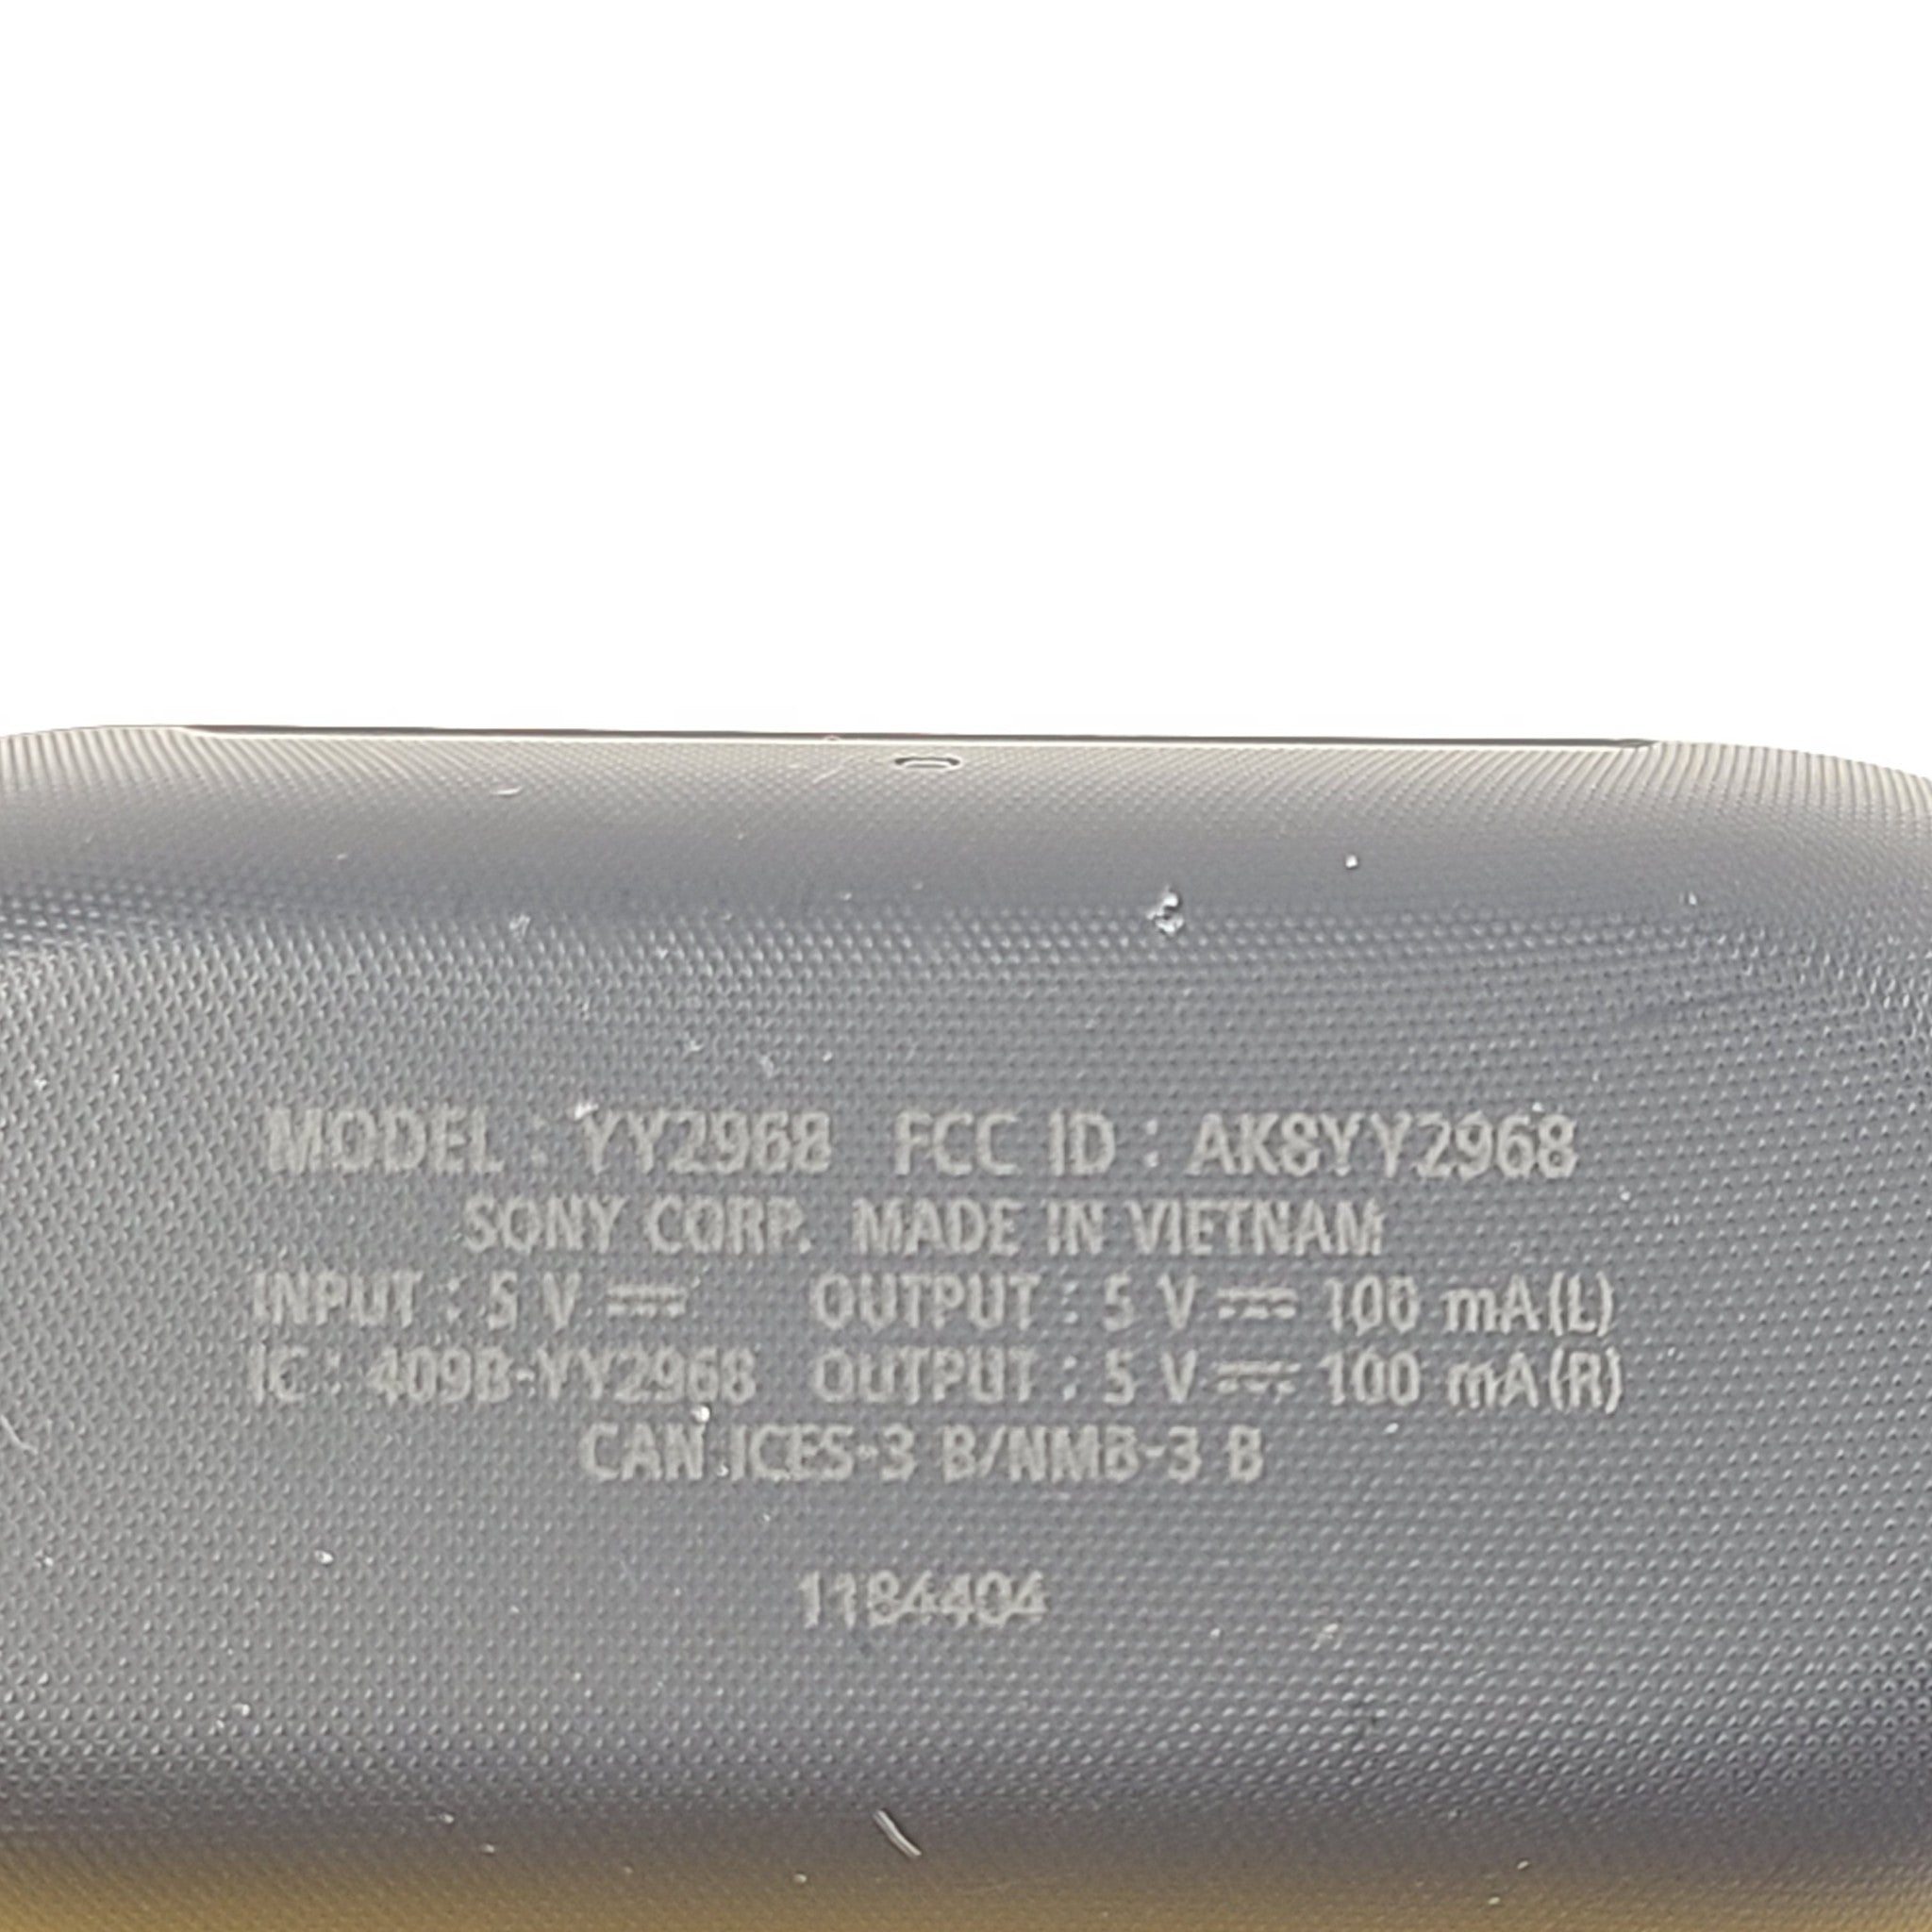 MODEL : YY2968 FCC ID : AK8YY2968
SONY CORP. MADE IN VIETNAM
INPUT : 5 V ⎓ OUTPUT : 5 V ⎓ 100 mA(L)
IC : 409B-YY2968 OUTPUT : 5 V ⎓ 100 mA(R)
CAN ICES-3 B/NMB-3 B
1184404